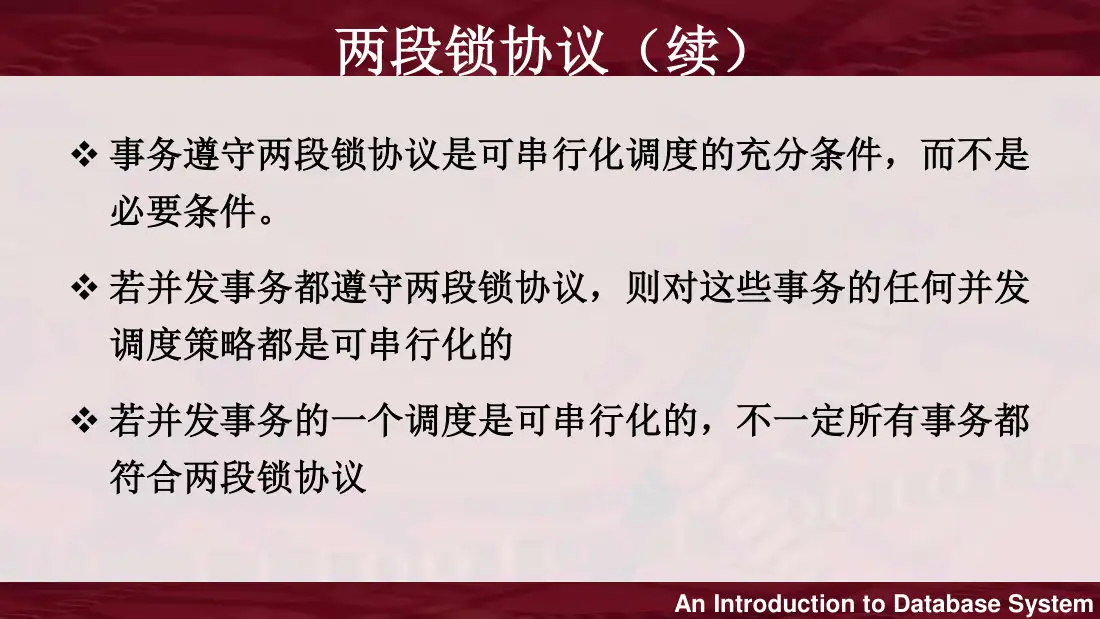 两段锁协议（续）
❖ 事务遵守两段锁协议是可串行化调度的充分条件，而不是
必要条件。
❖ 若并发事务都遵守两段锁协议，则对这些事务的任何并发
调度策略都是可串行化的
❖ 若并发事务的一个调度是可串行化的，不一定所有事务都
符合两段锁协议
An Introduction to Database System